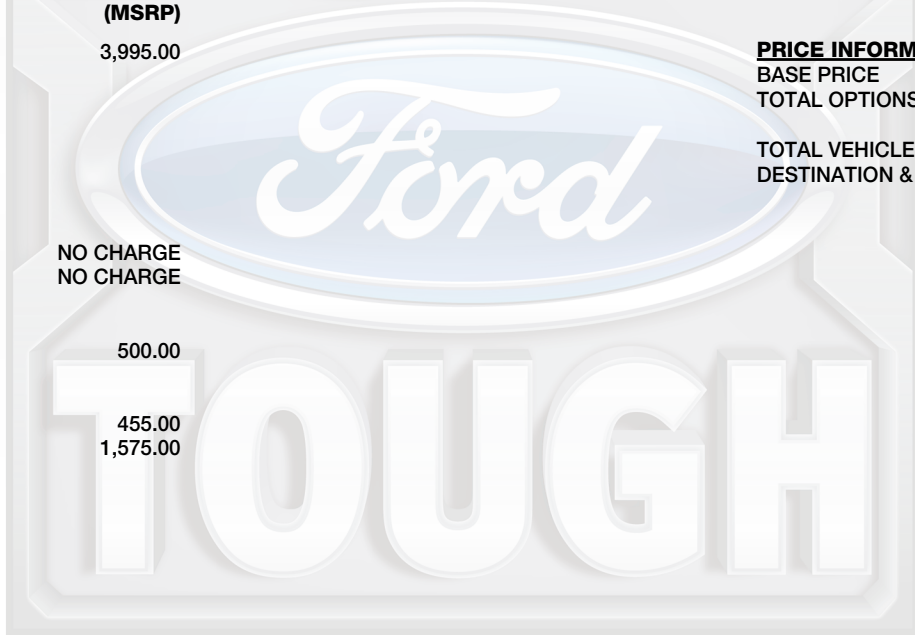 (MSRP)
3,995.00
PRICE INFORM
BASE PRICE
TOTAL OPTIONS
TOTAL VEHICLE
DESTINATION &
Ford
NO CHARGE
NO CHARGE
500.00
455.00
1,575.00
TOUGH